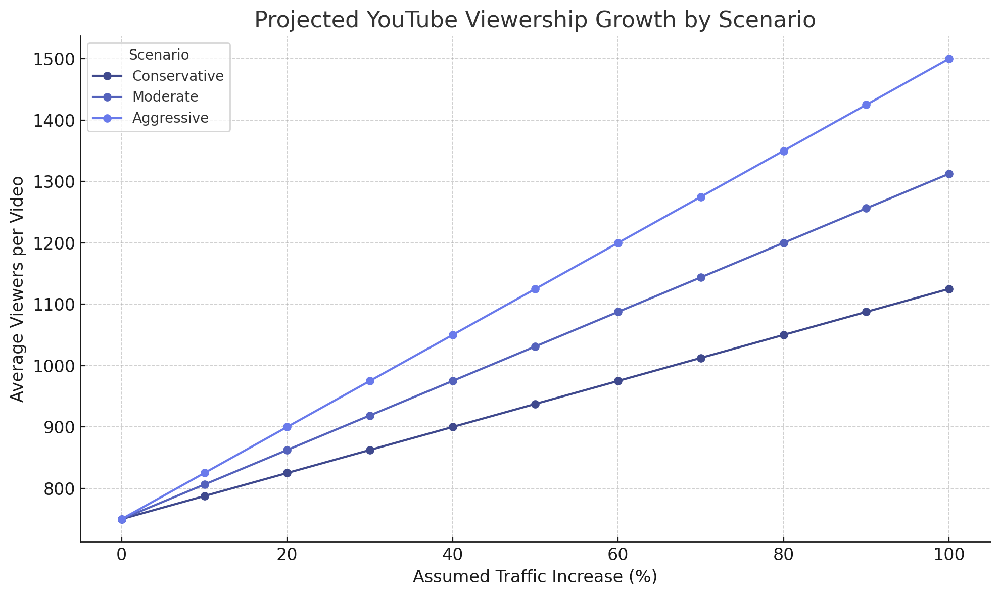 Projected YouTube Viewership Growth by Scenario
Scenario
Conservative
Moderate
Aggressive
Average Viewers per Video
1500
1400
1300
1200
1100
1000
900
800
0 20 40 60 80 100
Assumed Traffic Increase (%)